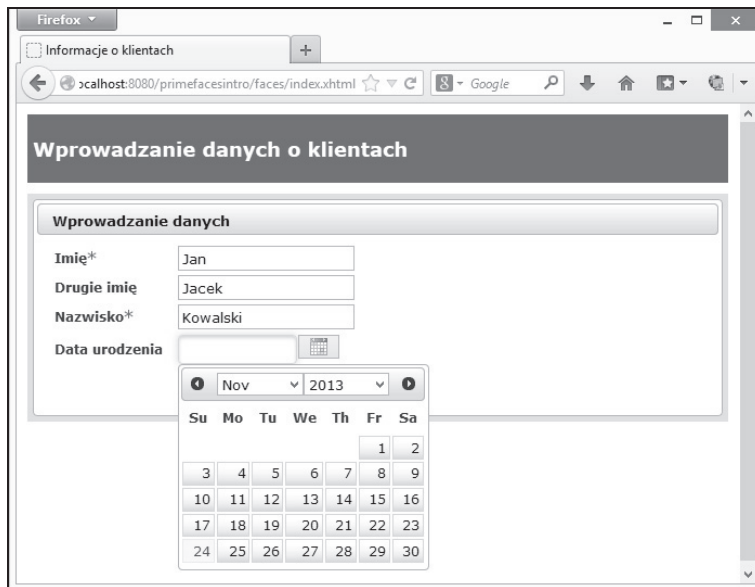 Firefox
Informacje o klientach
ocalhost:8080/primefacesintro/faces/index.xhtml
Google
Wprowadzanie danych o klientach
Wprowadzanie danych
Imię* Jan
Drugie imię Jacek
Nazwisko* Kowalski
Data urodzenia
Nov 2013
Su Mo Tu We Th Fr Sa
1 2
3 4 5 6 7 8 9
10 11 12 13 14 15 16
17 18 19 20 21 22 23
24 25 26 27 28 29 30